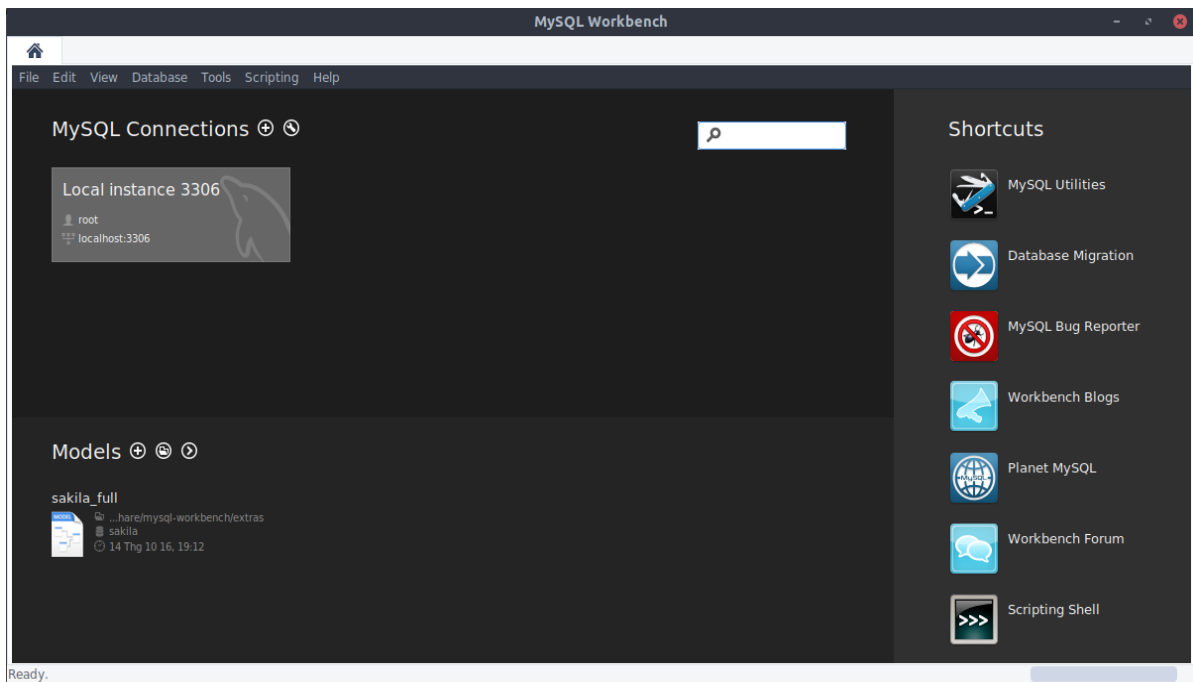 MySQL Workbench
File Edit View Database Tools Scripting Help
MySQL Connections
Local instance 3306
root
localhost:3306
Models
sakila_full
MODEL
...hare/mysql-workbench/extras
sakila
14 Thg 10 16, 19:12
Shortcuts
MySQL Utilities
>_
Database Migration
MySQL Bug Reporter
Workbench Blogs
Planet MySQL
MySQL
Workbench Forum
Scripting Shell
>>>
Ready.